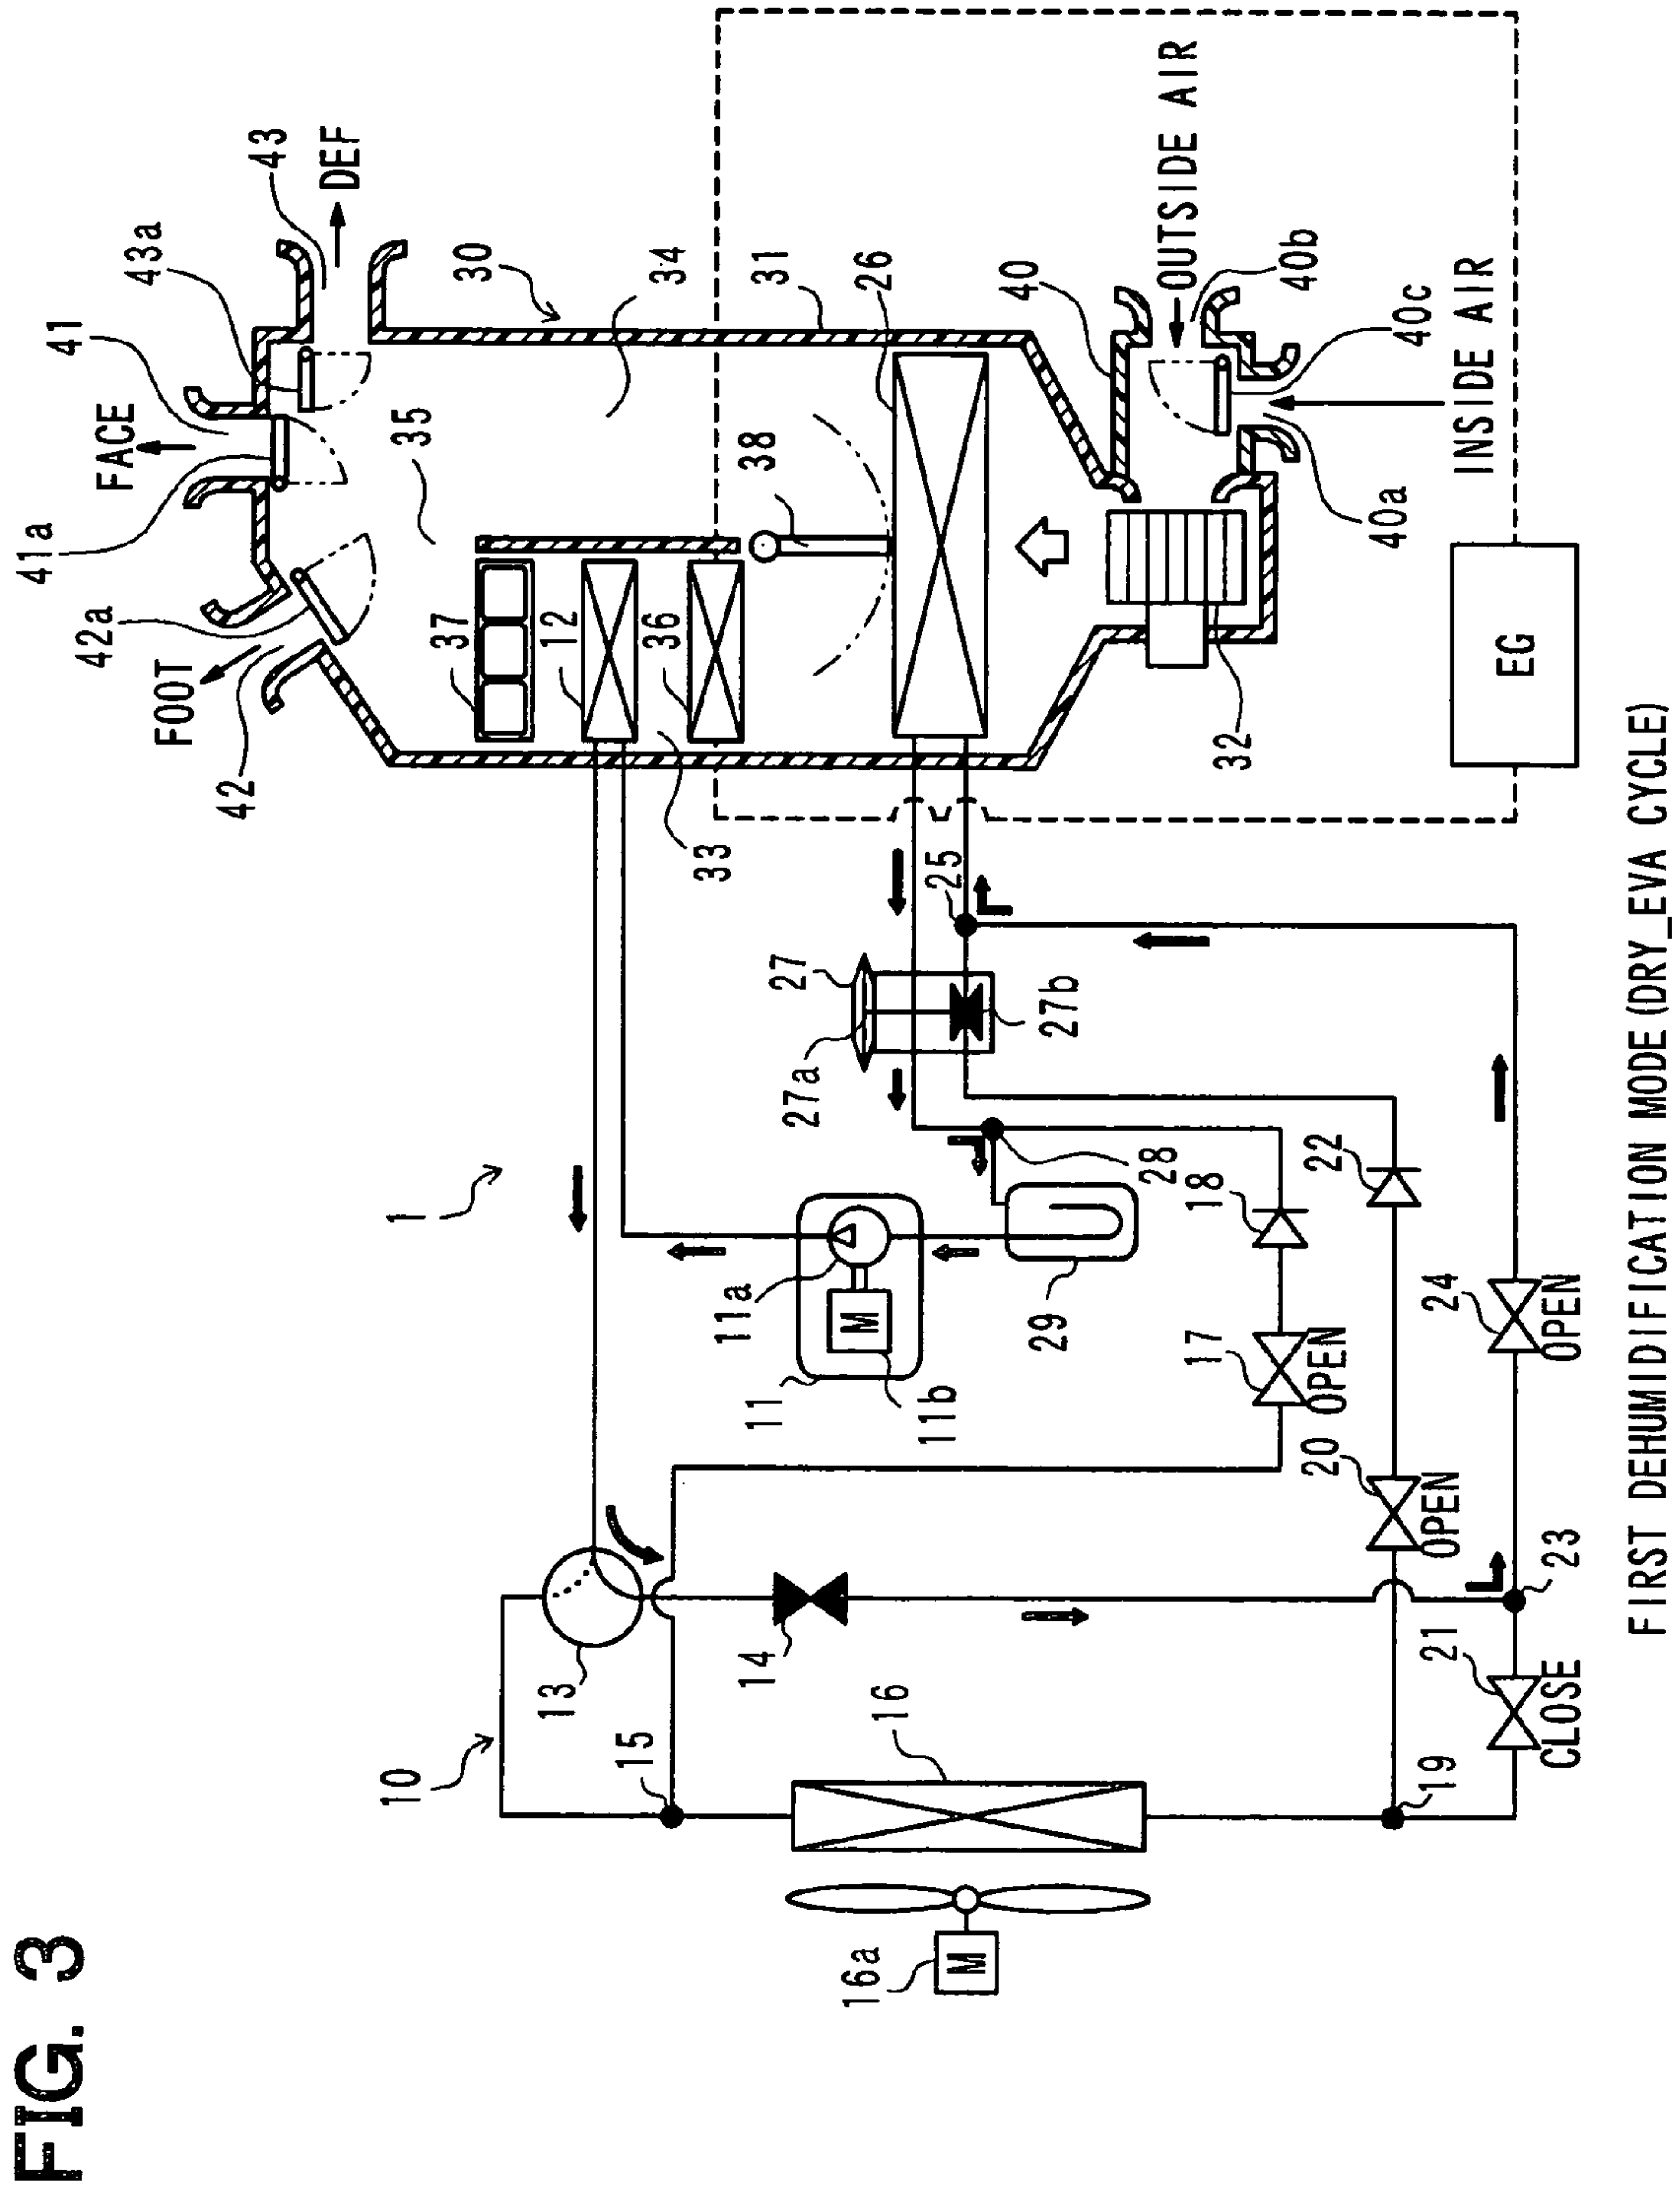 FIG. 3
10
1
13
14
15
16
16a
M
11
11a
11b
M
29
28
27
27a
27b
25
17
OPEN
18
20
OPEN
22
24
OPEN
23
21
CLOSE
19
FOOT
42
42a
FACE
41
41a
43
43a
DEF
30
34
31
26
35
38
37
12
36
33
32
40
OUTSIDE AIR
40b
40c
40a
INSIDE AIR
EG
FIRST DEHUMIDIFICATION MODE(DRY_EVA CYCLE)